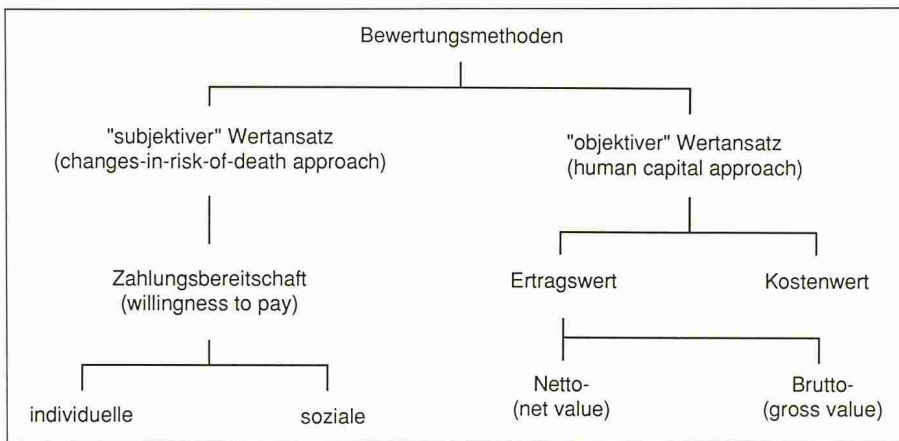 Bewertungsmethoden
"subjektiver" Wertansatz
(changes-in-risk-of-death approach)
"objektiver" Wertansatz
(human capital approach)
Zahlungsbereitschaft
(willingness to pay)
Ertragswert
Kostenwert
individuelle
soziale
Netto-
(net value)
Brutto-
(gross value)